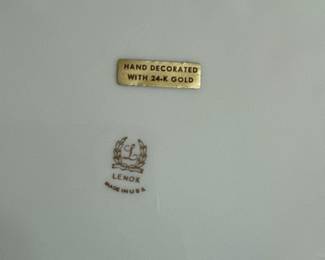 HAND DECORATED
WITH 24-K GOLD
L
LENOX
MADE IN U.S.A.